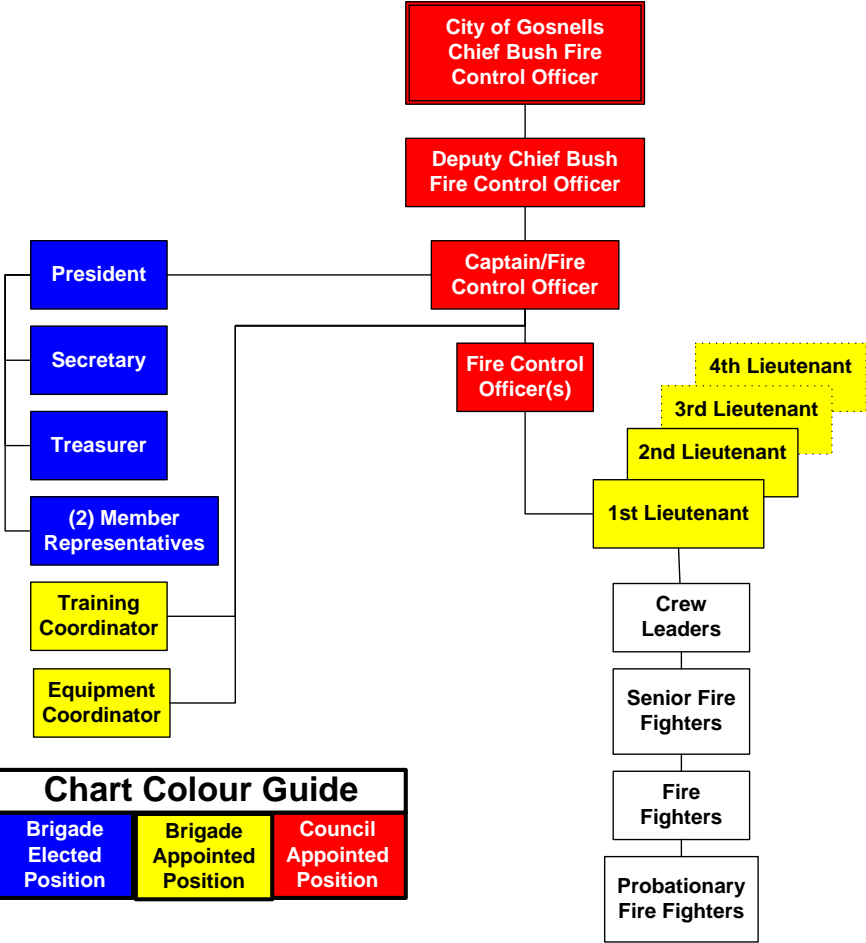 City of Gosnells
Chief Bush Fire
Control Officer
Deputy Chief Bush
Fire Control Officer
President
Captain/Fire
Control Officer
Secretary
Fire Control
Officer(s)
4th Lieutenant
3rd Lieutenant
2nd Lieutenant
1st Lieutenant
Treasurer
(2) Member
Representatives
Training
Coordinator
Equipment
Coordinator
Crew
Leaders
Senior Fire
Fighters
Fire
Fighters
Probationary
Fire Fighters
Chart Colour Guide
Brigade
Elected
Position
Brigade
Appointed
Position
Council
Appointed
Position